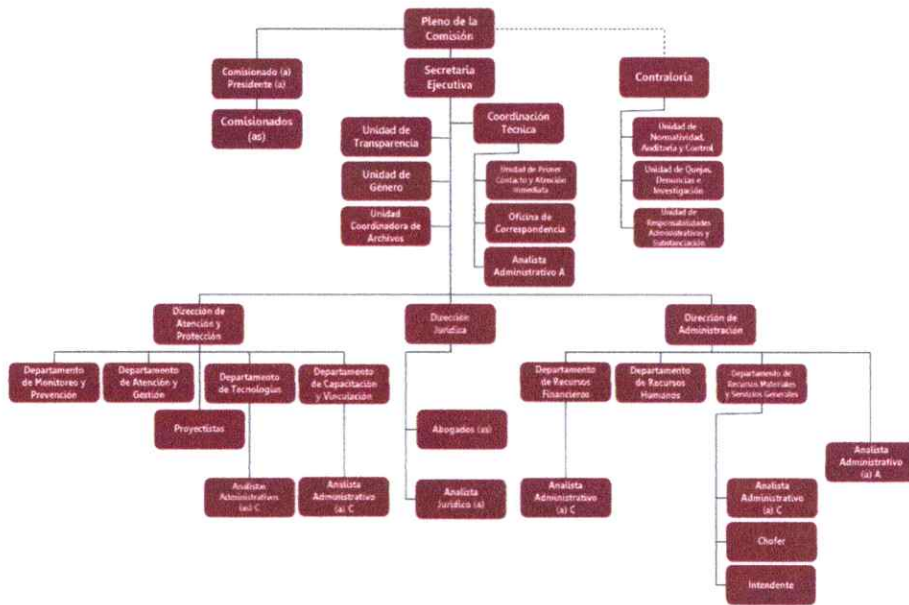 Pleno de la
Comisión
Comisionado (a)
Presidente (a)
Secretaria
Ejecutiva
Contraloría
Comisionados
(as)
Unidad de
Transparencia
Coordinación
Técnica
Unidad de
Normatividad,
Auditoría y Control
Unidad de
Género
Unidad de Primer
Contacto y Atención
Inmediata
Unidad de Quejas,
Denuncias e
Investigación
Unidad
Coordinadora de
Archivos
Oficina de
Correspondencia
Unidad de
Responsabilidades
Administrativas y
Substanciación
Analista
Administrativo A
Dirección de
Atención y
Protección
Dirección
Jurídica
Dirección de
Administración
Departamento
de Monitoreo y
Prevención
Departamento
de Atención y
Gestión
Departamento
de Tecnologías
Departamento
de Capacitación
y Vinculación
Departamento
de Recursos
Financieros
Departamento
de Recursos
Humanos
Departamento de
Recursos Materiales
y Servicios Generales
Proyectistas
Abogados (as)
Analista
Administrativo
(a) A
Analistas
Administrativos
(as) C
Analista
Administrativo
(a) C
Analista
Jurídico (a)
Analista
Administrativo
(a) C
Analista
Administrativo
(a) C
Chofer
Intendente